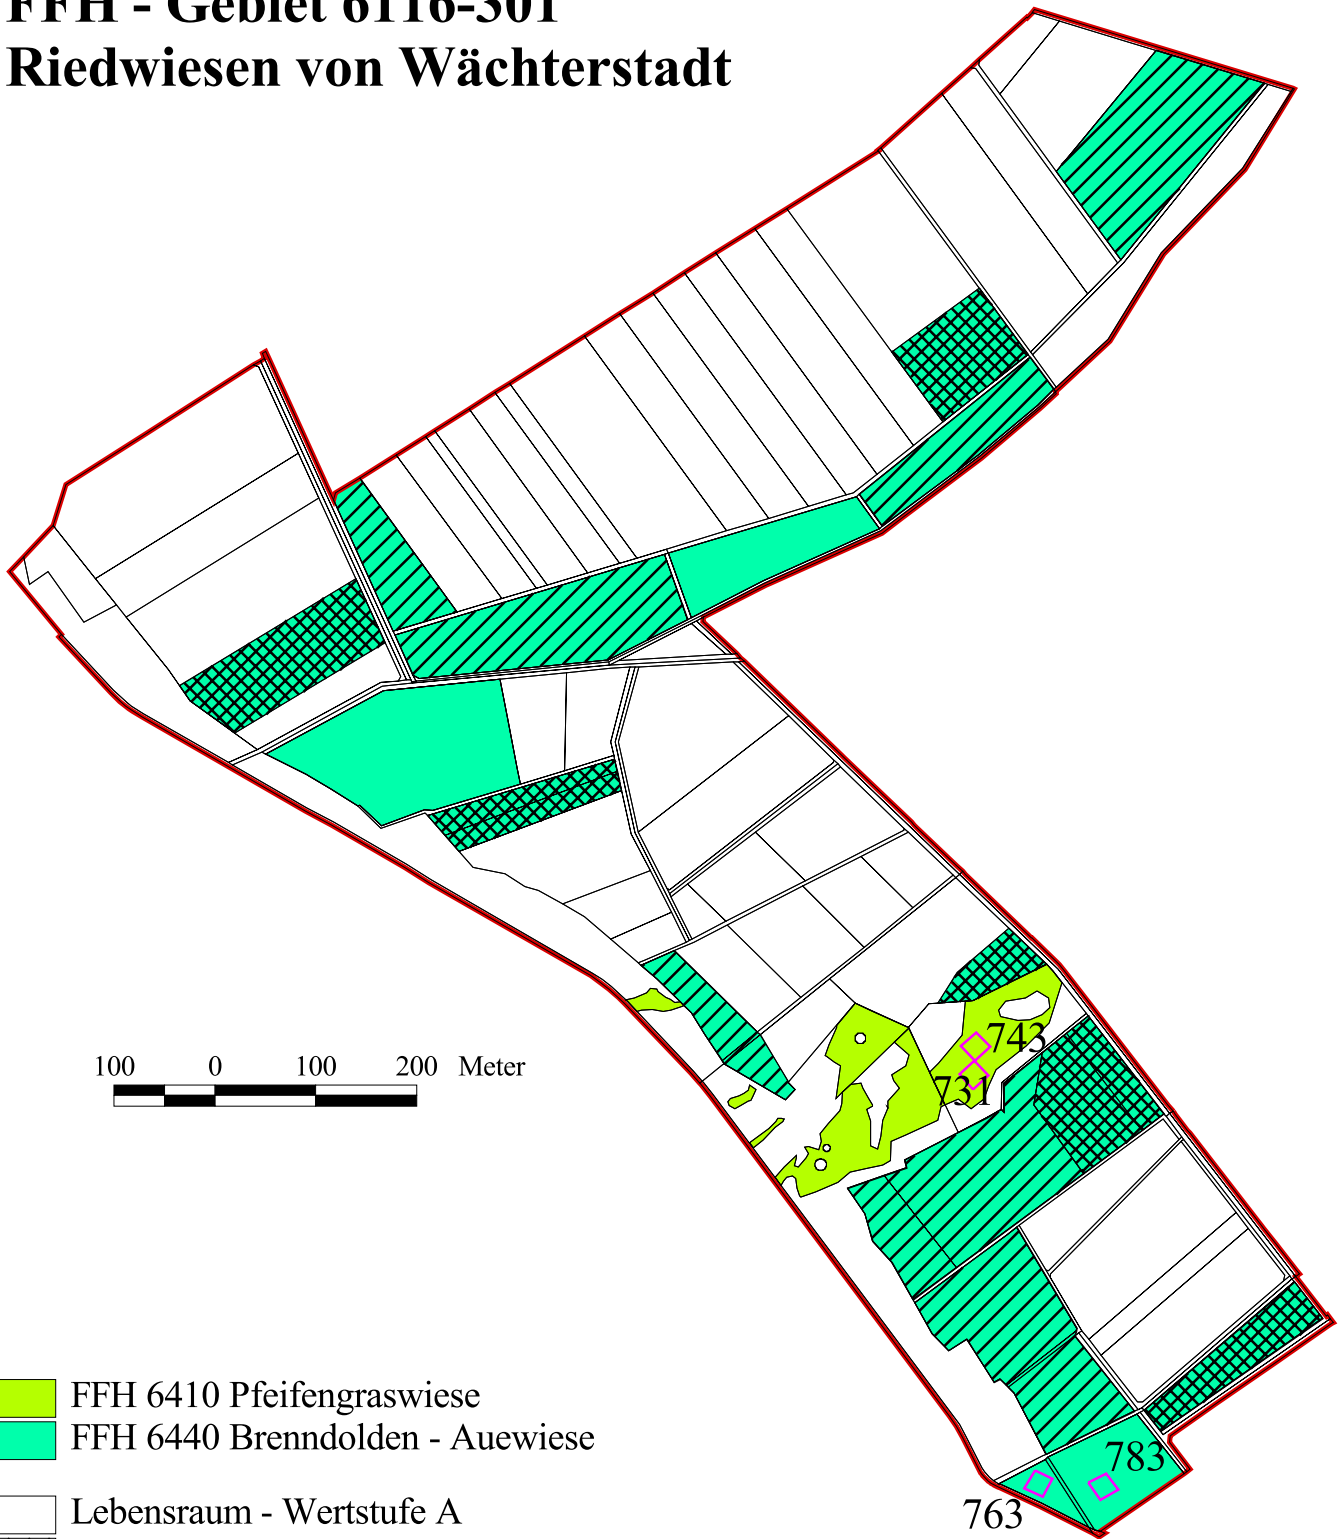 FFH - Gebiet 6116-301
Riedwiesen von Wächterstadt
743
731
100 0 100 200 Meter
FFH 6410 Pfeifengraswiese
FFH 6440 Brenndolden - Auewiese
783
Lebensraum - Wertstufe A
763